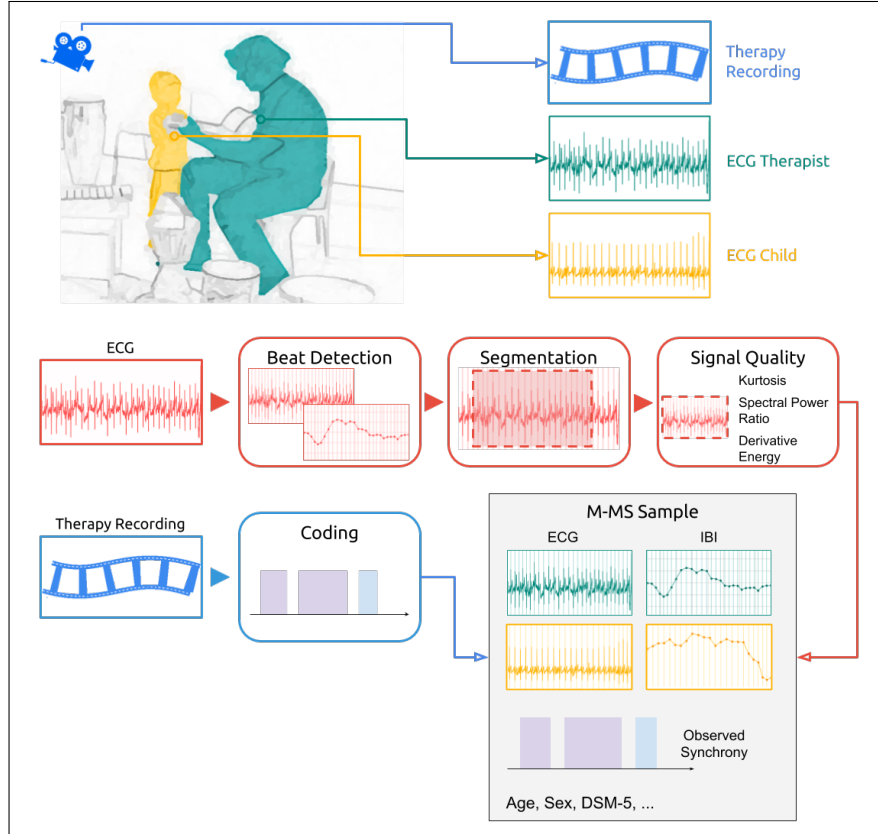 Therapy
Recording
ECG Therapist
ECG Child
ECG
Beat Detection
Segmentation
Signal Quality
Kurtosis
Spectral Power
Ratio
Derivative
Energy
Therapy Recording
Coding
M-MS Sample
ECG
IBI
Observed
Synchrony
Age, Sex, DSM-5, ...